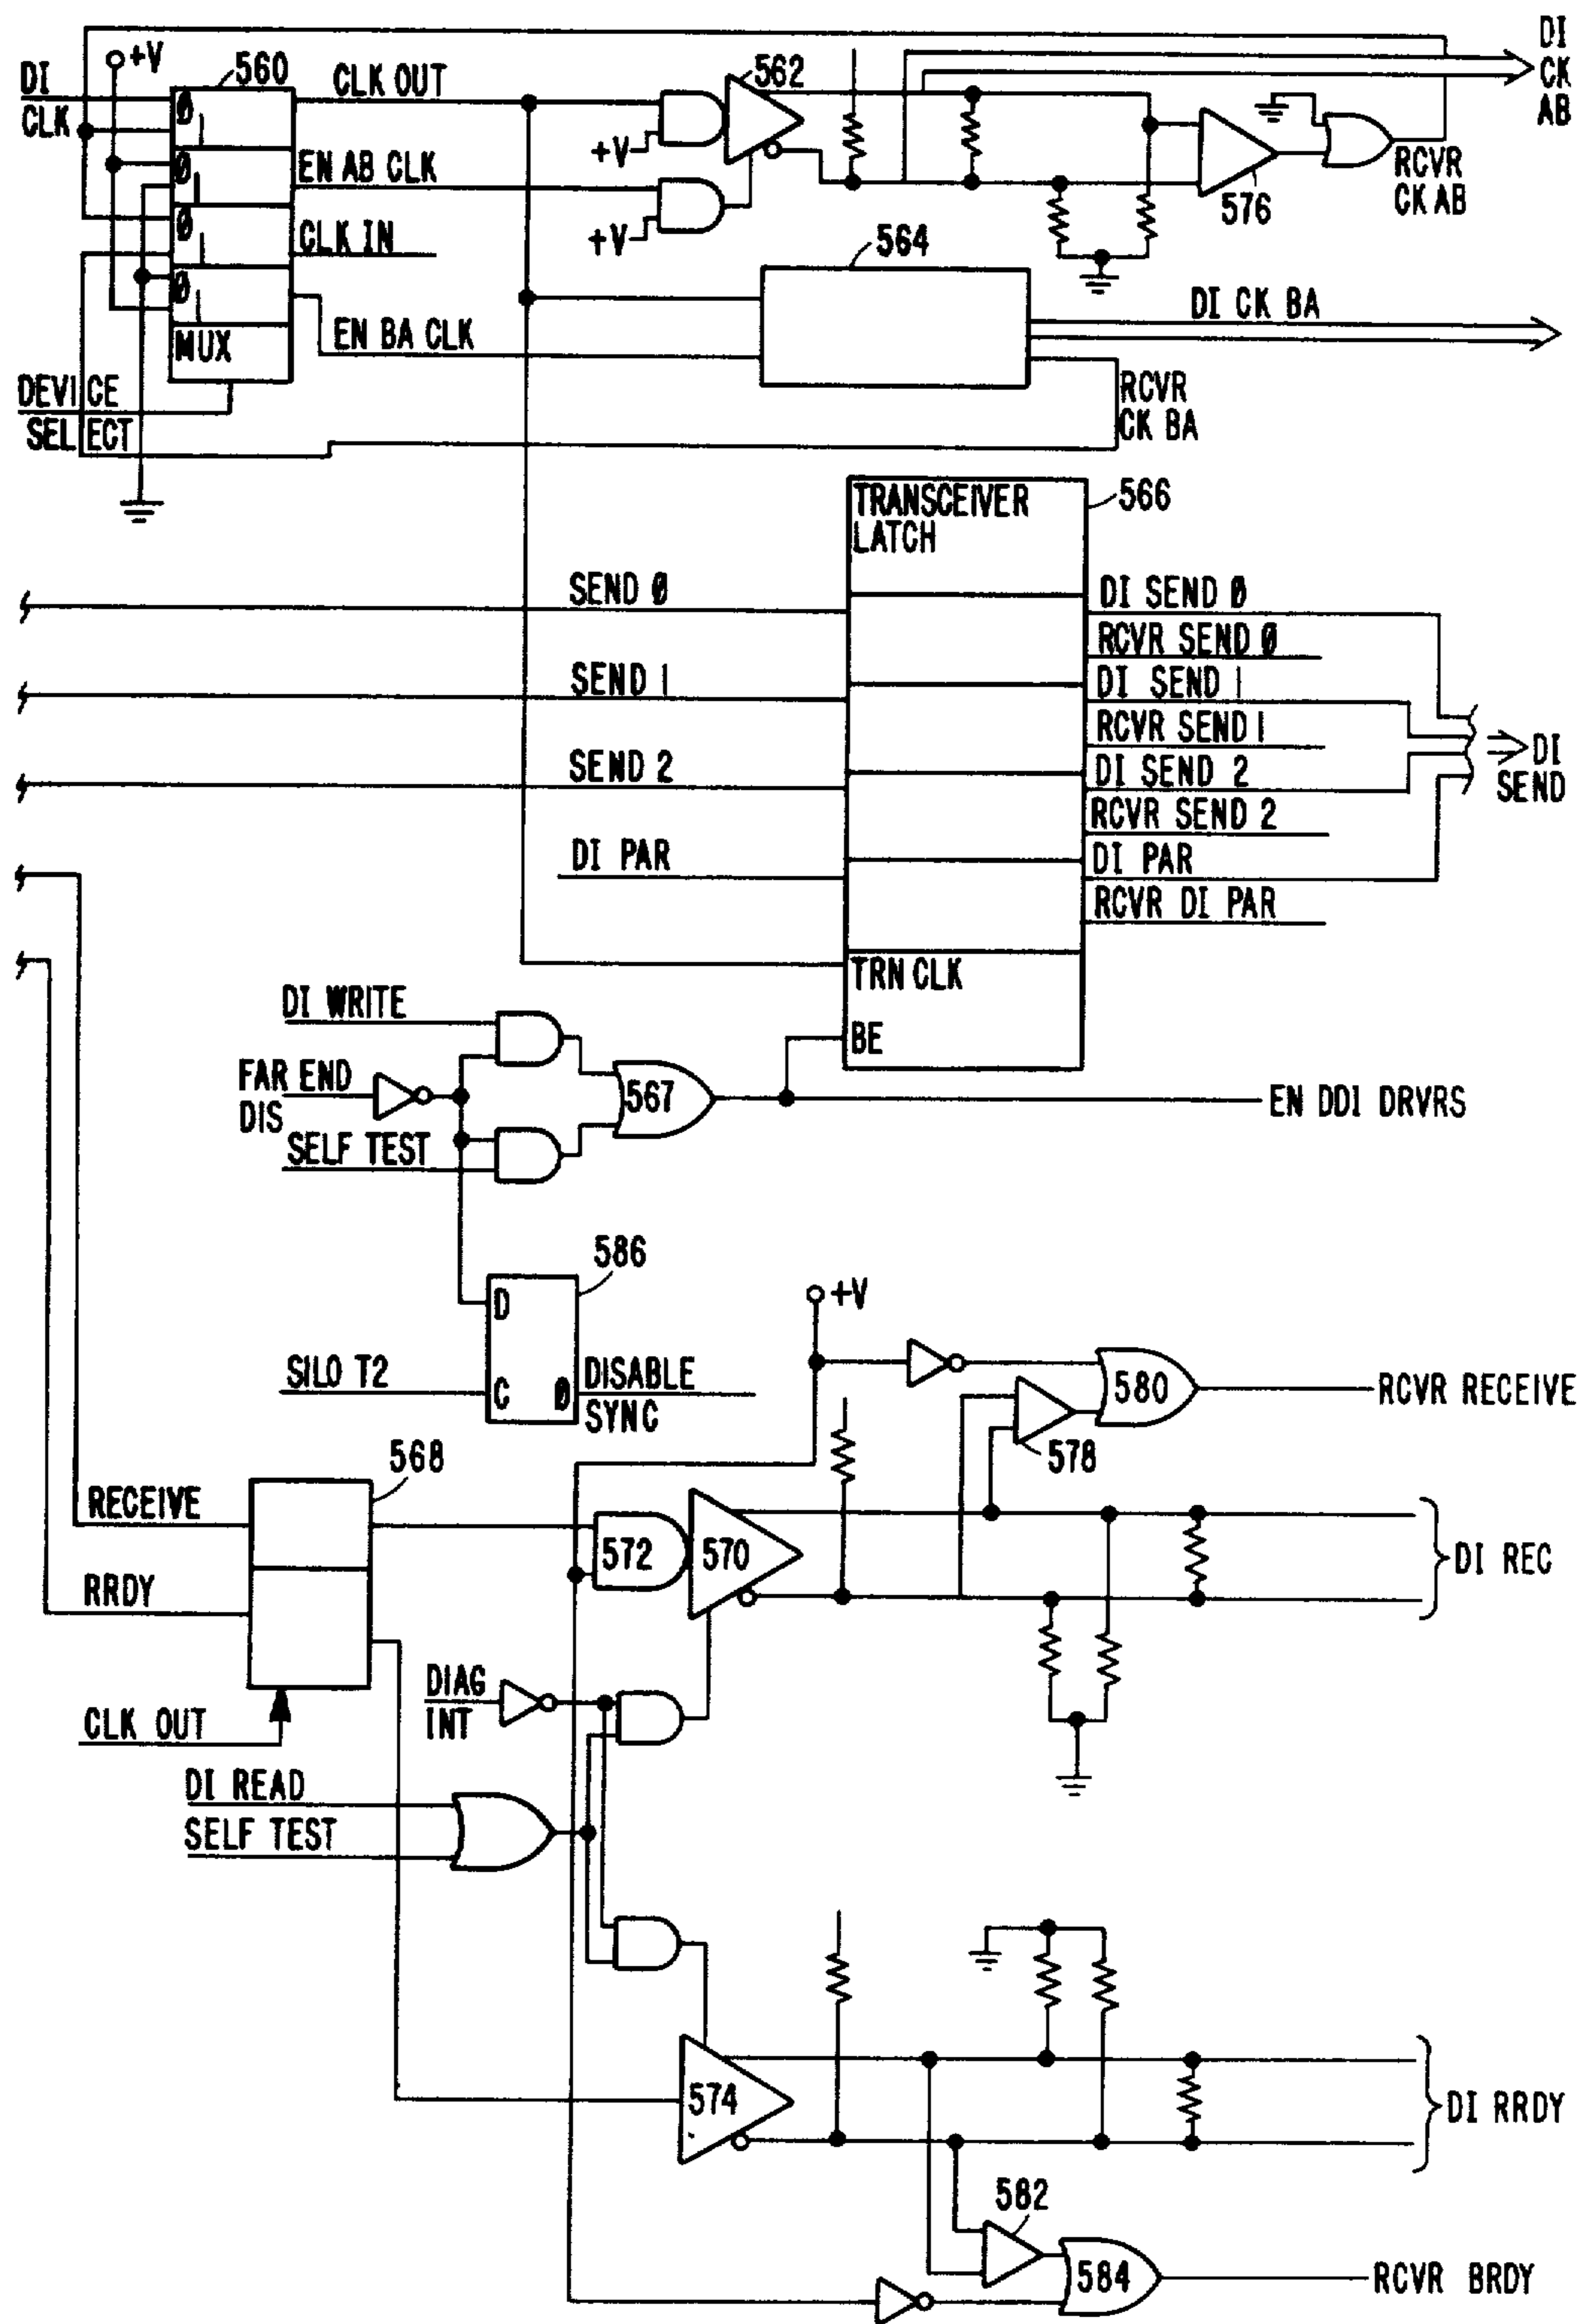 DI
CK
AB
+V
560
CLK OUT
562
DI
CLK
Ø
1
+V
RCVR
CK AB
EN AB CLK
Ø
1
576
+V
CLK IN
Ø
1
564
Ø
1
DI CK BA
EN BA CLK
MUX
DEVICE
SELECT
RCVR
CK BA
TRANSCEIVER
LATCH
566
SEND Ø
DI SEND Ø
RCVR SEND Ø
SEND 1
DI SEND 1
RCVR SEND 1
DI
SEND
SEND 2
DI SEND 2
RCVR SEND 2
DI PAR
DI PAR
RCVR DI PAR
TRN CLK
DI WRITE
BE
FAR END
DIS
567
EN DDI DRVRS
SELF TEST
586
D
+V
SILO T2
C
Ø
DISABLE
SYNC
580
RCVR RECEIVE
578
568
RECEIVE
572
570
DI REC
RRDY
DIAG
INT
CLK OUT
DI READ
SELF TEST
574
DI RRDY
582
584
RCVR BRDY